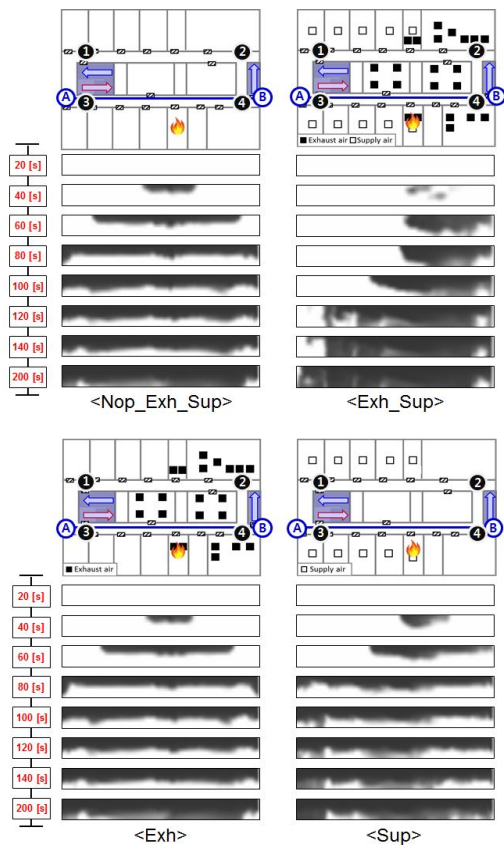 1
2
1
2
A
B
A
B
3
4
3
4
■ Exhaust air □ Supply air
20 [s]
40 [s]
60 [s]
80 [s]
100 [s]
120 [s]
140 [s]
200 [s]
<Nop_Exh_Sup>
<Exh_Sup>
1
2
1
2
A
B
A
B
3
4
3
4
■ Exhaust air
□ Supply air
20 [s]
40 [s]
60 [s]
80 [s]
100 [s]
120 [s]
140 [s]
200 [s]
<Exh>
<Sup>